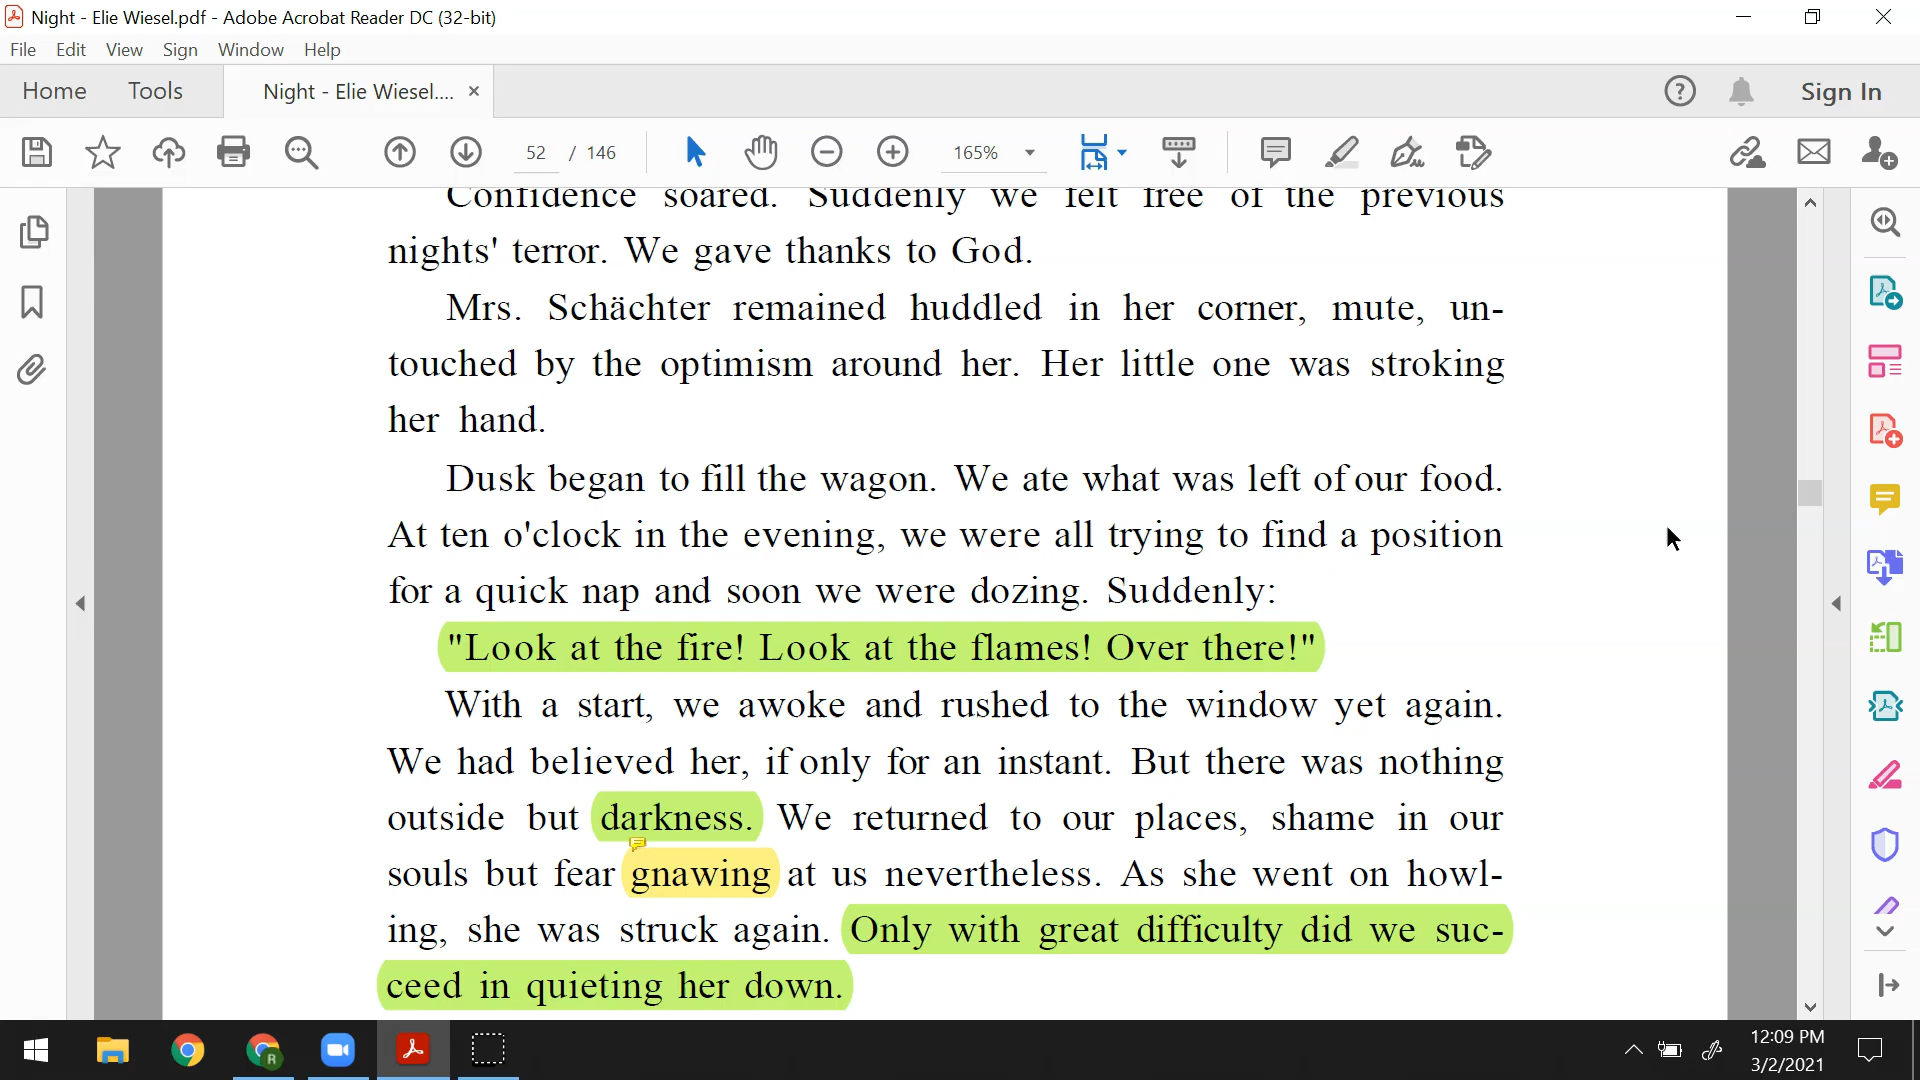 Night - Elie Wiesel.pdf - Adobe Acrobat Reader DC (32-bit)
File Edit View Sign Window Help
Home Tools Night - Elie Wiesel.... × Sign In
52 / 146 165%
Confidence soared. Suddenly we felt free of the previous
nights' terror. We gave thanks to God.
Mrs. Schächter remained huddled in her corner, mute, un-
touched by the optimism around her. Her little one was stroking
her hand.
Dusk began to fill the wagon. We ate what was left of our food.
At ten o'clock in the evening, we were all trying to find a position
for a quick nap and soon we were dozing. Suddenly:
"Look at the fire! Look at the flames! Over there!"
With a start, we awoke and rushed to the window yet again.
We had believed her, if only for an instant. But there was nothing
outside but darkness. We returned to our places, shame in our
souls but fear gnawing at us nevertheless. As she went on howl-
ing, she was struck again. Only with great difficulty did we suc-
ceed in quieting her down.
R
12:09 PM
3/2/2021